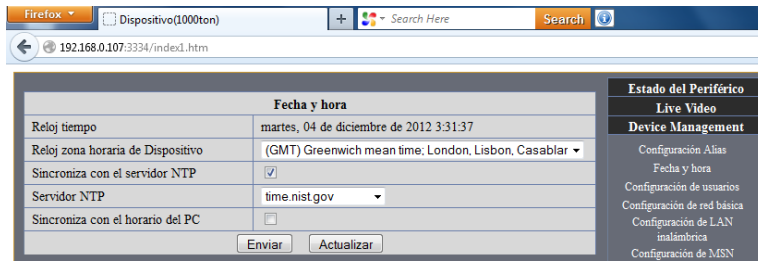 Firefox
Dispositivo(1000ton)
+
Search Here
Search
192.168.0.107:3334/index1.htm
Fecha y hora
Reloj tiempo martes, 04 de diciembre de 2012 3:31:37
Reloj zona horaria de Dispositivo (GMT) Greenwich mean time; London, Lisbon, Casablar
Sincroniza con el servidor NTP
Servidor NTP time.nist.gov
Sincroniza con el horario del PC
Enviar Actualizar
Estado del Periférico
Live Video
Device Management
Configuración Alias
Fecha y hora
Configuración de usuarios
Configuración de red básica
Configuración de LAN
inalámbrica
Configuración de MSN